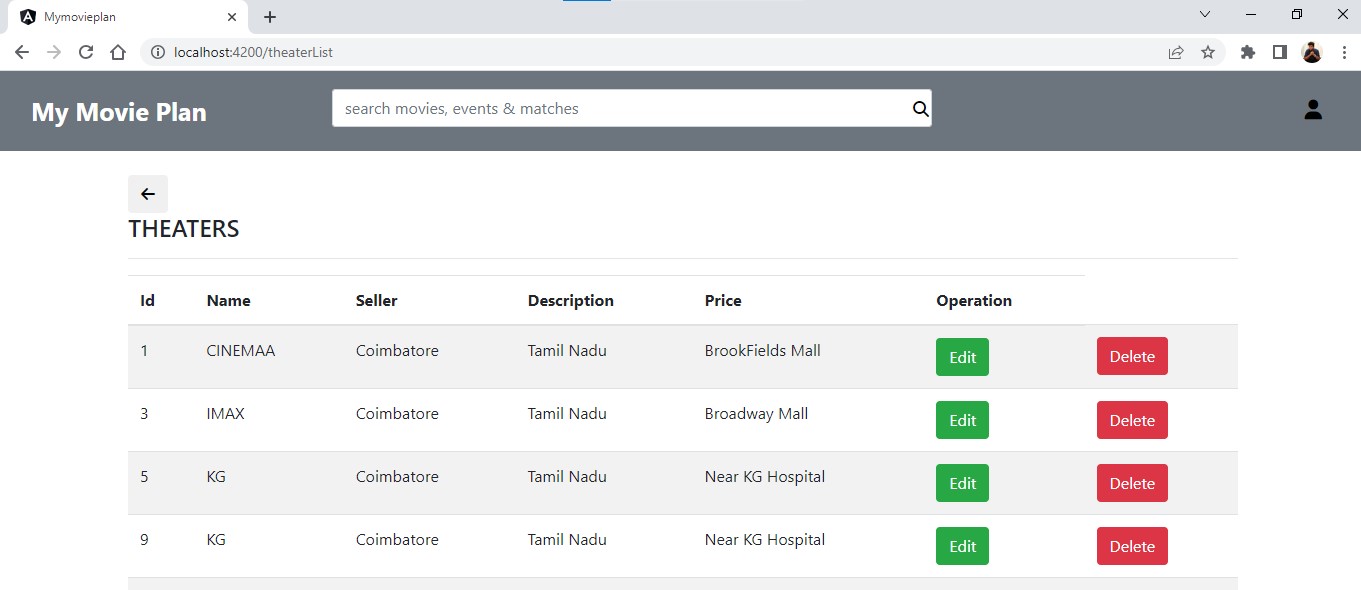 Mymovieplan
localhost:4200/theaterList
My Movie Plan
search movies, events & matches
THEATERS
Id Name Seller Description Price Operation
1 CINEMAA Coimbatore Tamil Nadu BrookFields Mall Edit Delete
3 IMAX Coimbatore Tamil Nadu Broadway Mall Edit Delete
5 KG Coimbatore Tamil Nadu Near KG Hospital Edit Delete
9 KG Coimbatore Tamil Nadu Near KG Hospital Edit Delete